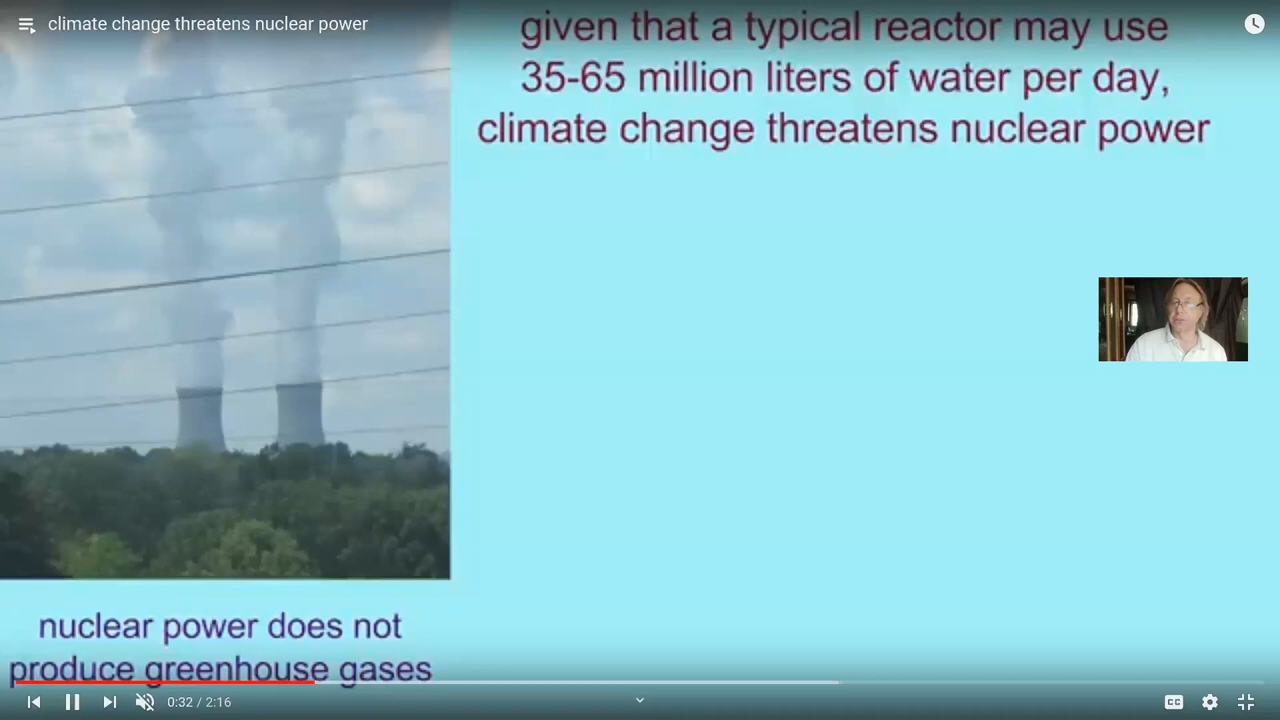 climate change threatens nuclear power
given that a typical reactor may use
35-65 million liters of water per day,
climate change threatens nuclear power
nuclear power does not
produce greenhouse gases
0:32 / 2:16
CC